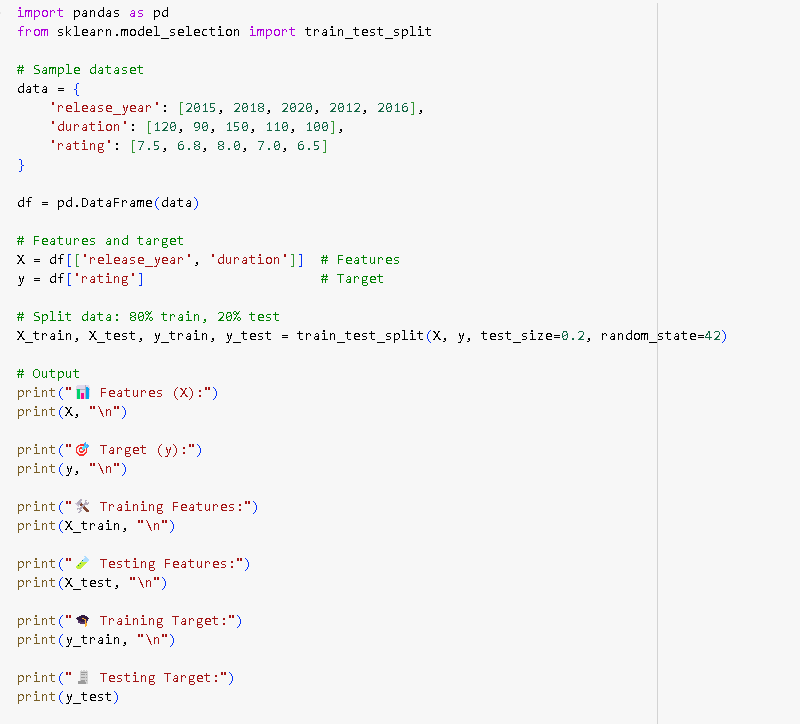 import pandas as pd
from sklearn.model_selection import train_test_split
# Sample dataset
data = {
    'release_year': [2015, 2018, 2020, 2012, 2016],
    'duration': [120, 90, 150, 110, 100],
    'rating': [7.5, 6.8, 8.0, 7.0, 6.5]
}
df = pd.DataFrame(data)
# Features and target
X = df[['release_year', 'duration']]  # Features
y = df['rating']                      # Target
# Split data: 80% train, 20% test
X_train, X_test, y_train, y_test = train_test_split(X, y, test_size=0.2, random_state=42)
# Output
print("📊 Features (X):")
print(X, "\n")
print("🎯 Target (y):")
print(y, "\n")
print("🛠 Training Features:")
print(X_train, "\n")
print("🧪 Testing Features:")
print(X_test, "\n")
print("🎓 Training Target:")
print(y_train, "\n")
print("🧾 Testing Target:")
print(y_test)